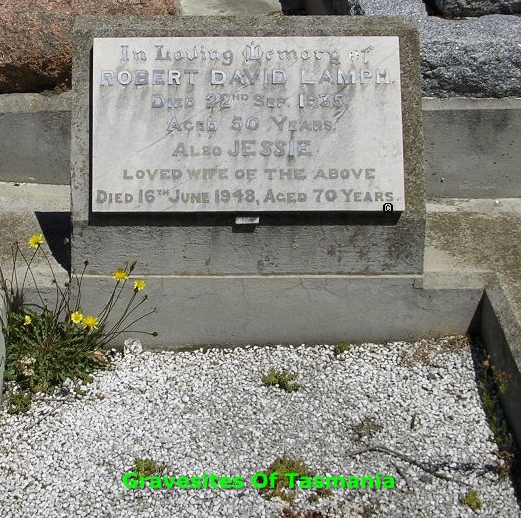 In Loving Memory of
ROBERT DAVID LAMPH.
DIED 22ND SEP. 1935.
AGED 50 YEARS.
ALSO JESSIE
LOVED WIFE OF THE ABOVE
DIED 16TH JUNE 1948, AGED 70 YEARS.
©
Gravesites Of Tasmania